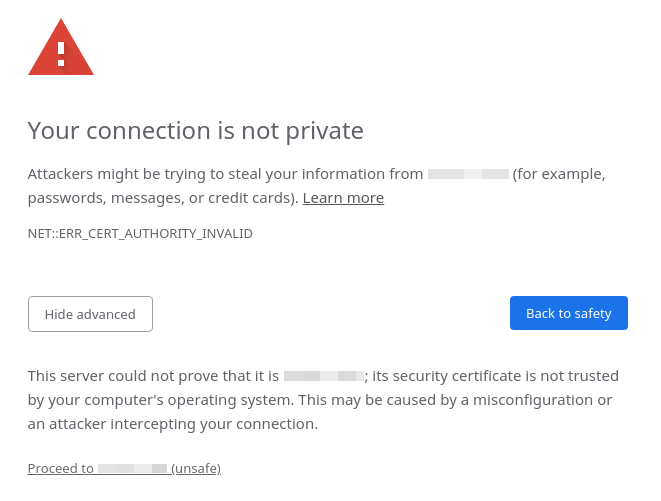 Your connection is not private
Attackers might be trying to steal your information from (for example,
passwords, messages, or credit cards). Learn more
NET::ERR_CERT_AUTHORITY_INVALID
Hide advanced
Back to safety
This server could not prove that it is ; its security certificate is not trusted
by your computer's operating system. This may be caused by a misconfiguration or
an attacker intercepting your connection.
Proceed to (unsafe)